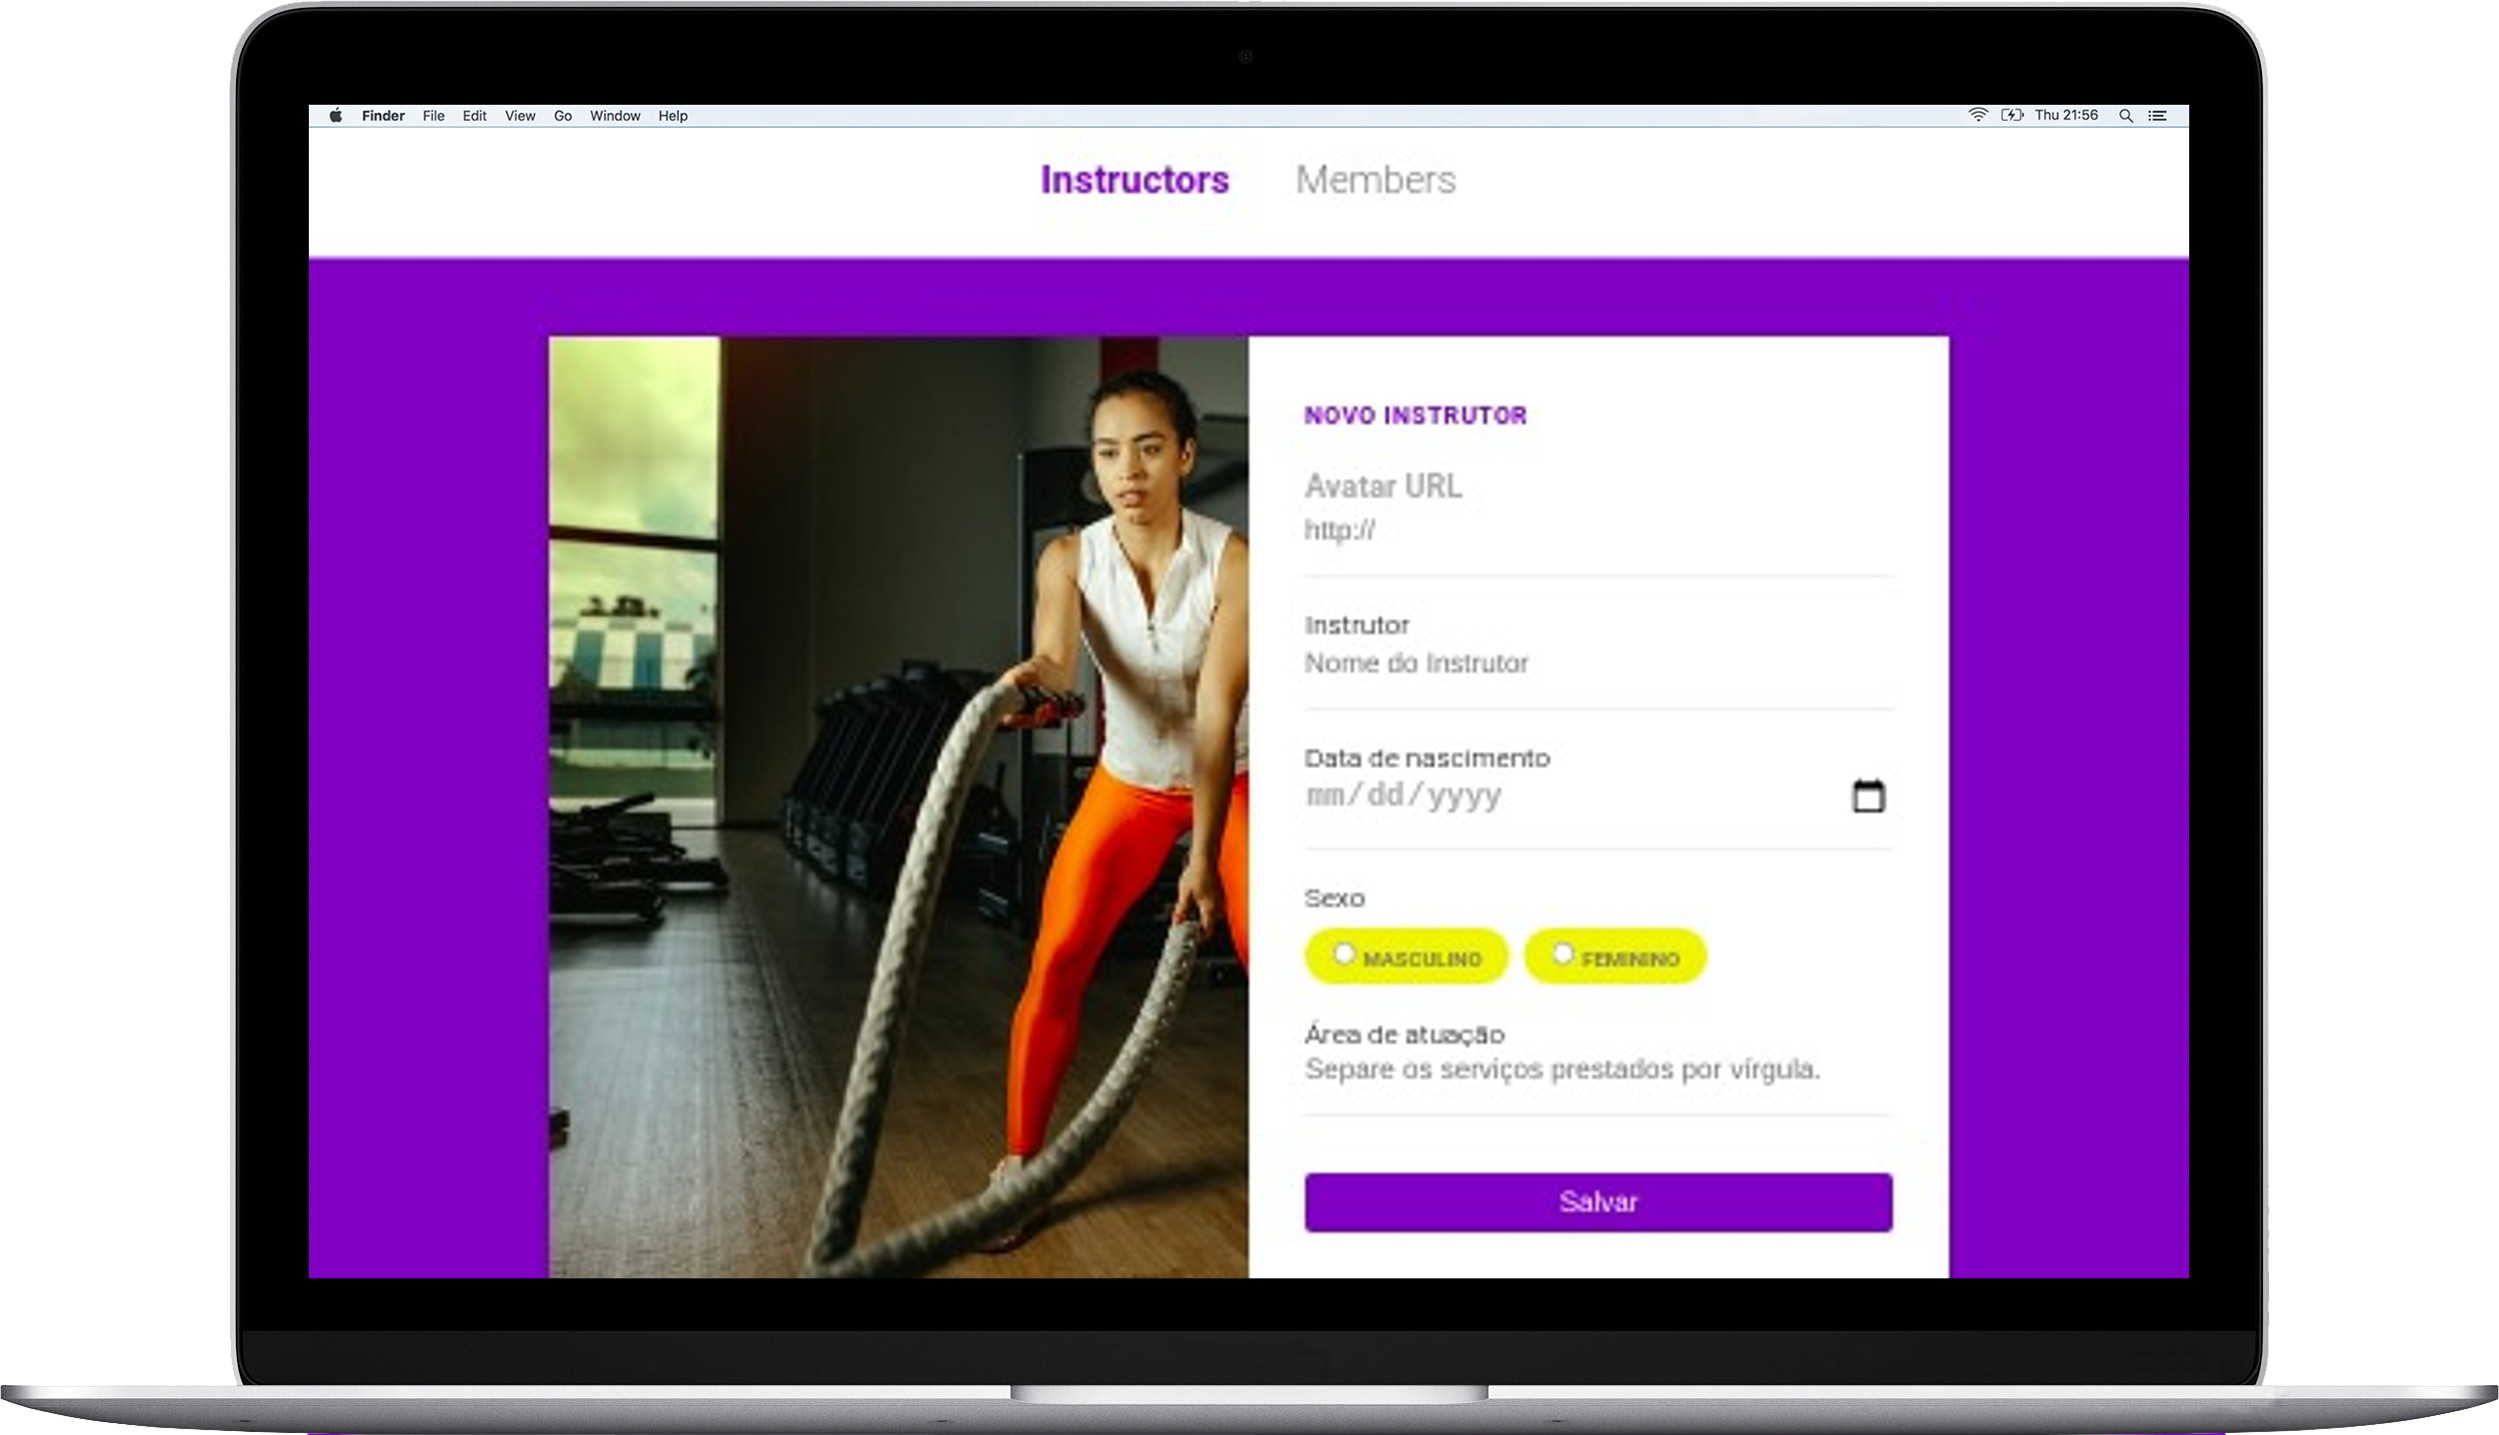 Finder File Edit View Go Window Help Thu 21:56
Instructors Members
NOVO INSTRUTOR
Avatar URL
http://
Instrutor
Nome do Instrutor
Data de nascimento
mm/dd/yyyy
Sexo
MASCULINO FEMININO
Área de atuação
Separe os serviços prestados por vírgula.
Salvar